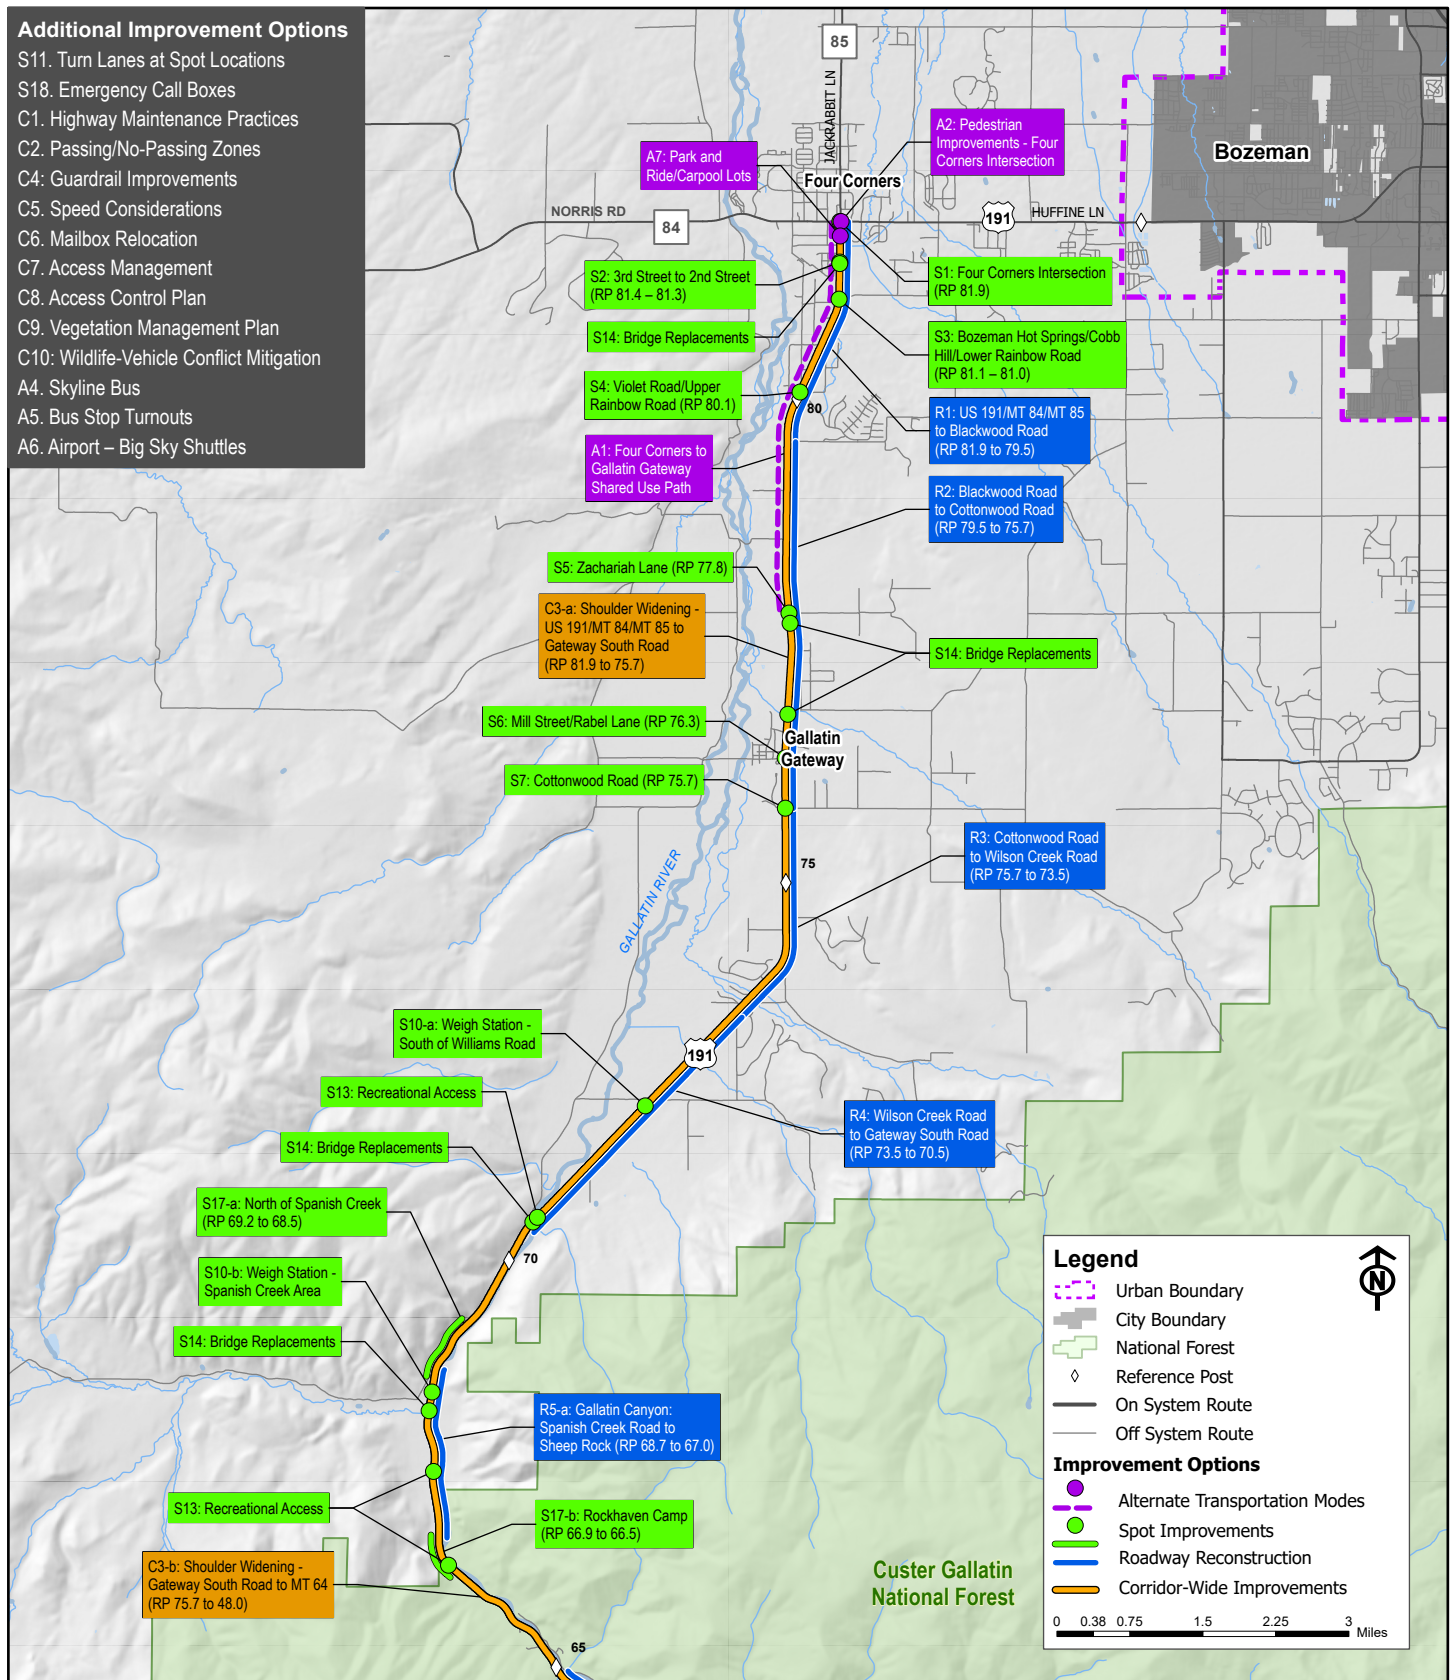 Additional Improvement Options
S11. Turn Lanes at Spot Locations
S18. Emergency Call Boxes
C1. Highway Maintenance Practices
C2. Passing/No-Passing Zones
C4: Guardrail Improvements
C5. Speed Considerations
C6. Mailbox Relocation
C7. Access Management
C8. Access Control Plan
C9. Vegetation Management Plan
C10: Wildlife-Vehicle Conflict Mitigation
A4. Skyline Bus
A5. Bus Stop Turnouts
A6. Airport – Big Sky Shuttles
85
JACKRABBIT LN
A2: Pedestrian
Improvements - Four
Corners Intersection
Bozeman
A7: Park and
Ride/Carpool Lots
Four Corners
NORRIS RD
84
191
HUFFINE LN
S2: 3rd Street to 2nd Street
(RP 81.4 – 81.3)
S1: Four Corners Intersection
(RP 81.9)
S14: Bridge Replacements
S3: Bozeman Hot Springs/Cobb
Hill/Lower Rainbow Road
(RP 81.1 – 81.0)
S4: Violet Road/Upper
Rainbow Road (RP 80.1)
80
R1: US 191/MT 84/MT 85
to Blackwood Road
(RP 81.9 to 79.5)
A1: Four Corners to
Gallatin Gateway
Shared Use Path
R2: Blackwood Road
to Cottonwood Road
(RP 79.5 to 75.7)
S5: Zachariah Lane (RP 77.8)
C3-a: Shoulder Widening -
US 191/MT 84/MT 85 to
Gateway South Road
(RP 81.9 to 75.7)
S14: Bridge Replacements
S6: Mill Street/Rabel Lane (RP 76.3)
Gallatin
Gateway
S7: Cottonwood Road (RP 75.7)
R3: Cottonwood Road
to Wilson Creek Road
(RP 75.7 to 73.5)
75
GALLATIN RIVER
S10-a: Weigh Station -
South of Williams Road
191
S13: Recreational Access
R4: Wilson Creek Road
to Gateway South Road
(RP 73.5 to 70.5)
S14: Bridge Replacements
S17-a: North of Spanish Creek
(RP 69.2 to 68.5)
70
S10-b: Weigh Station -
Spanish Creek Area
S14: Bridge Replacements
R5-a: Gallatin Canyon:
Spanish Creek Road to
Sheep Rock (RP 68.7 to 67.0)
S13: Recreational Access
S17-b: Rockhaven Camp
(RP 66.9 to 66.5)
C3-b: Shoulder Widening -
Gateway South Road to MT 64
(RP 75.7 to 48.0)
65
Custer Gallatin
National Forest
Legend
N
Urban Boundary
City Boundary
National Forest
Reference Post
On System Route
Off System Route
Improvement Options
Alternate Transportation Modes
Spot Improvements
Roadway Reconstruction
Corridor-Wide Improvements
0 0.38 0.75 1.5 2.25 3
Miles